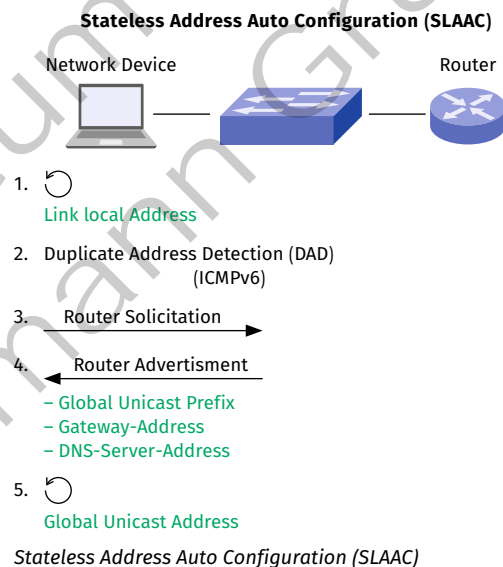 Stateless Address Auto Configuration (SLAAC)
Network Device Router
1.
Link local Address
2. Duplicate Address Detection (DAD)
(ICMPv6)
3. Router Solicitation
4. Router Advertisment
– Global Unicast Prefix
– Gateway-Address
– DNS-Server-Address
5.
Global Unicast Address
Stateless Address Auto Configuration (SLAAC)